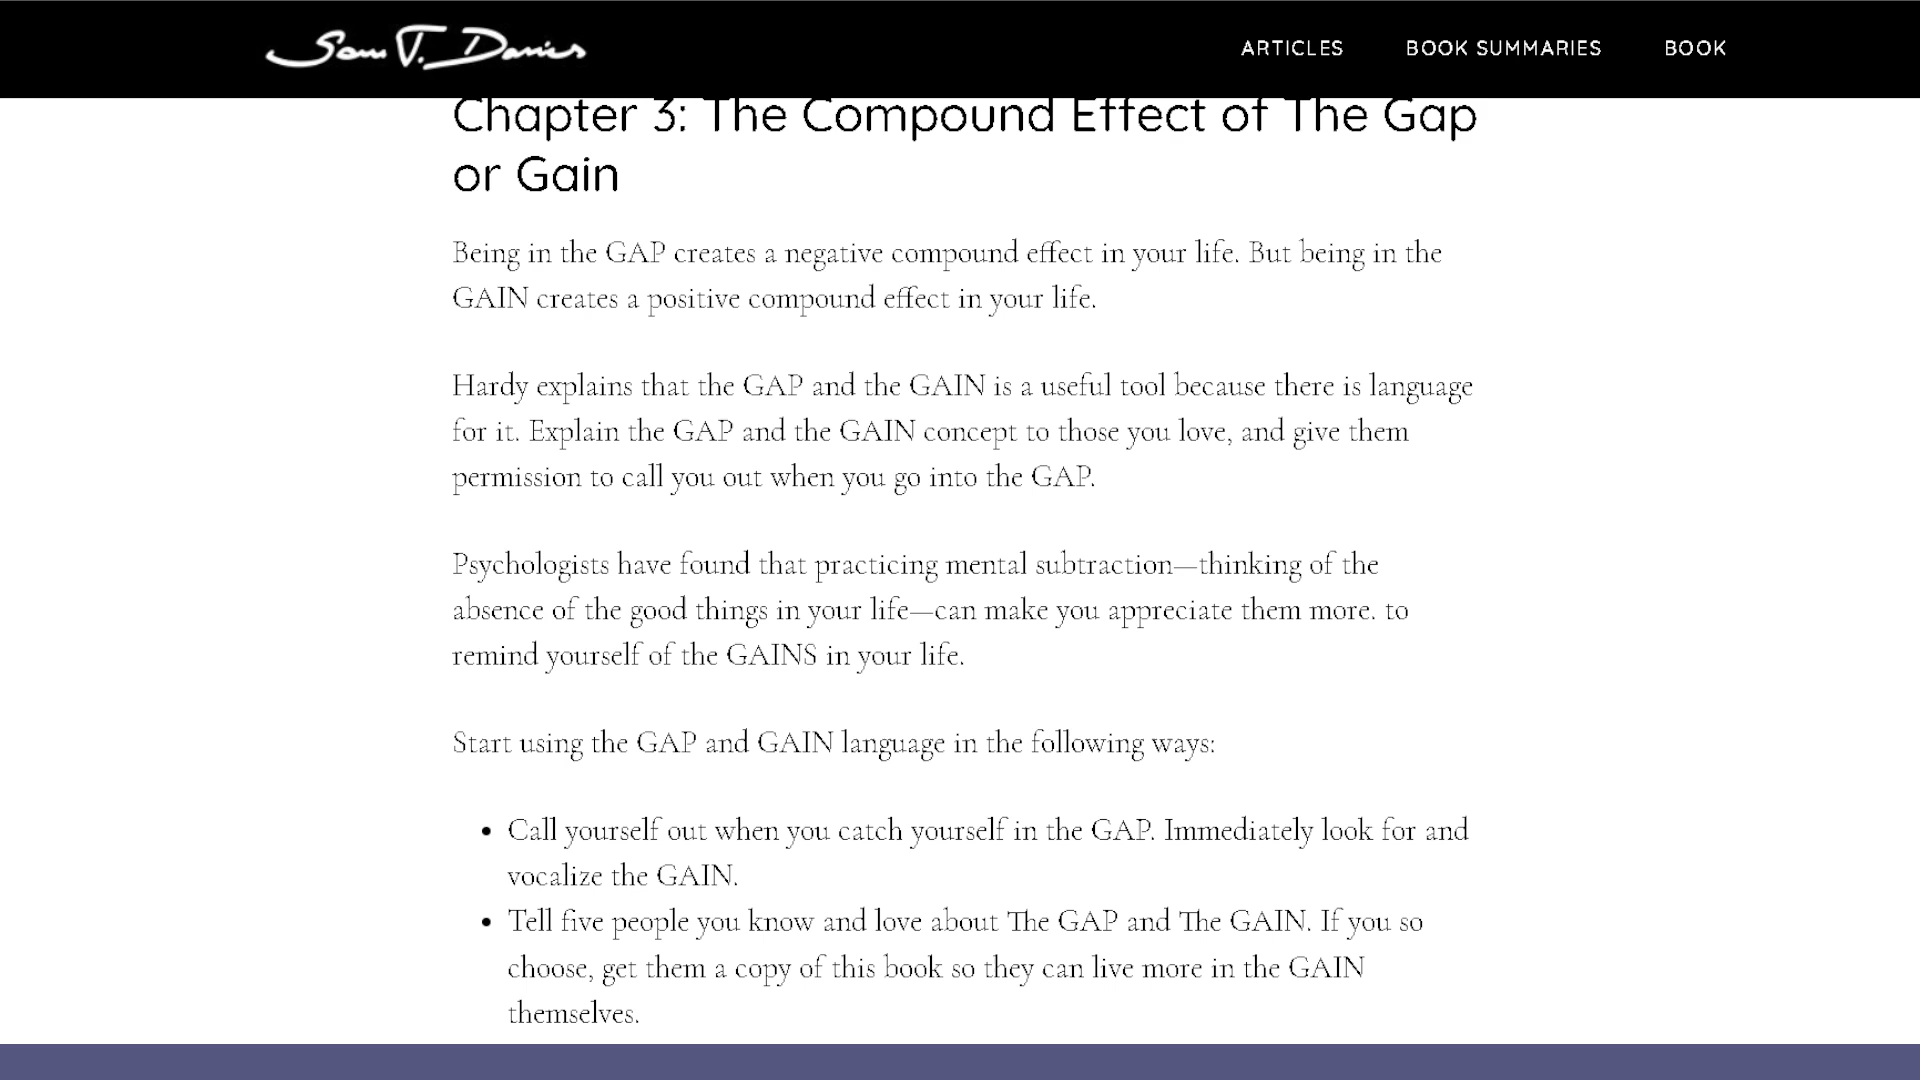 Sam T. Davies
ARTICLES
BOOK SUMMARIES
BOOK
Chapter 3: The Compound Effect of The Gap
or Gain
Being in the GAP creates a negative compound effect in your life. But being in the
GAIN creates a positive compound effect in your life.
Hardy explains that the GAP and the GAIN is a useful tool because there is language
for it. Explain the GAP and the GAIN concept to those you love, and give them
permission to call you out when you go into the GAP.
Psychologists have found that practicing mental subtraction—thinking of the
absence of the good things in your life—can make you appreciate them more. to
remind yourself of the GAINS in your life.
Start using the GAP and GAIN language in the following ways:
• Call yourself out when you catch yourself in the GAP. Immediately look for and
vocalize the GAIN.
• Tell five people you know and love about The GAP and The GAIN. If you so
choose, get them a copy of this book so they can live more in the GAIN
themselves.